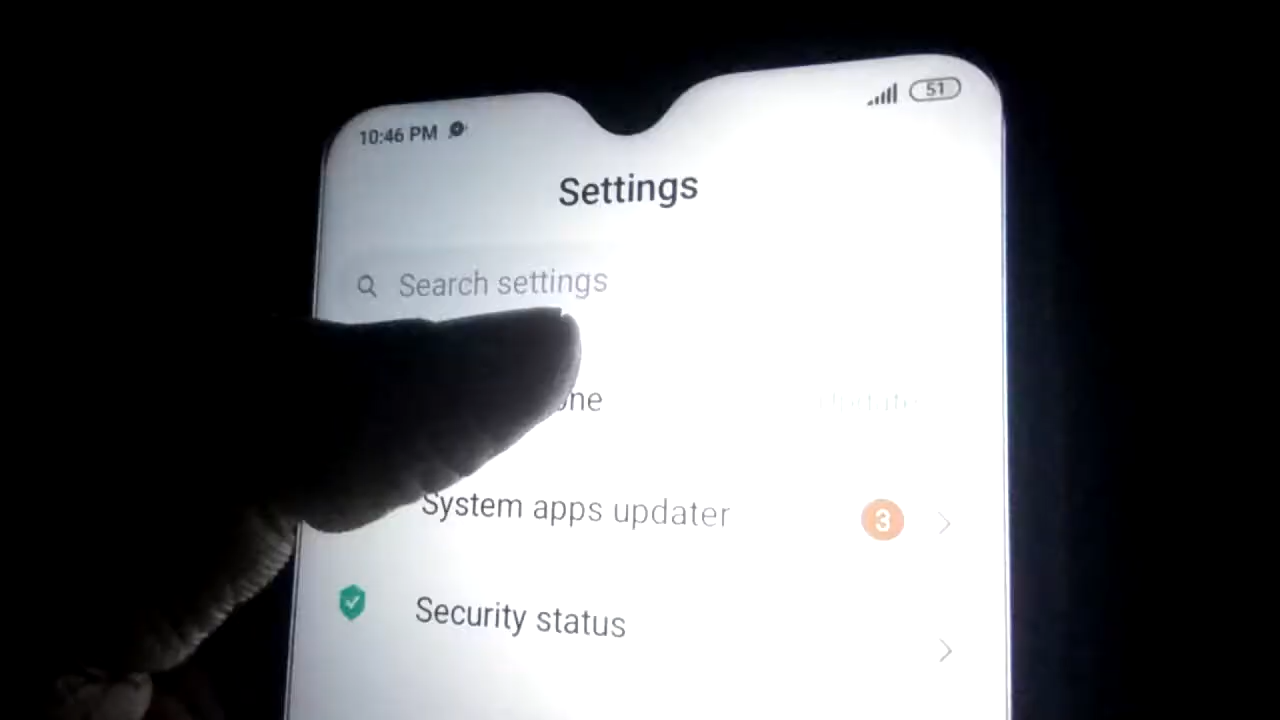 10:46 PM
51
Settings
Search settings
System apps updater
3
Security status